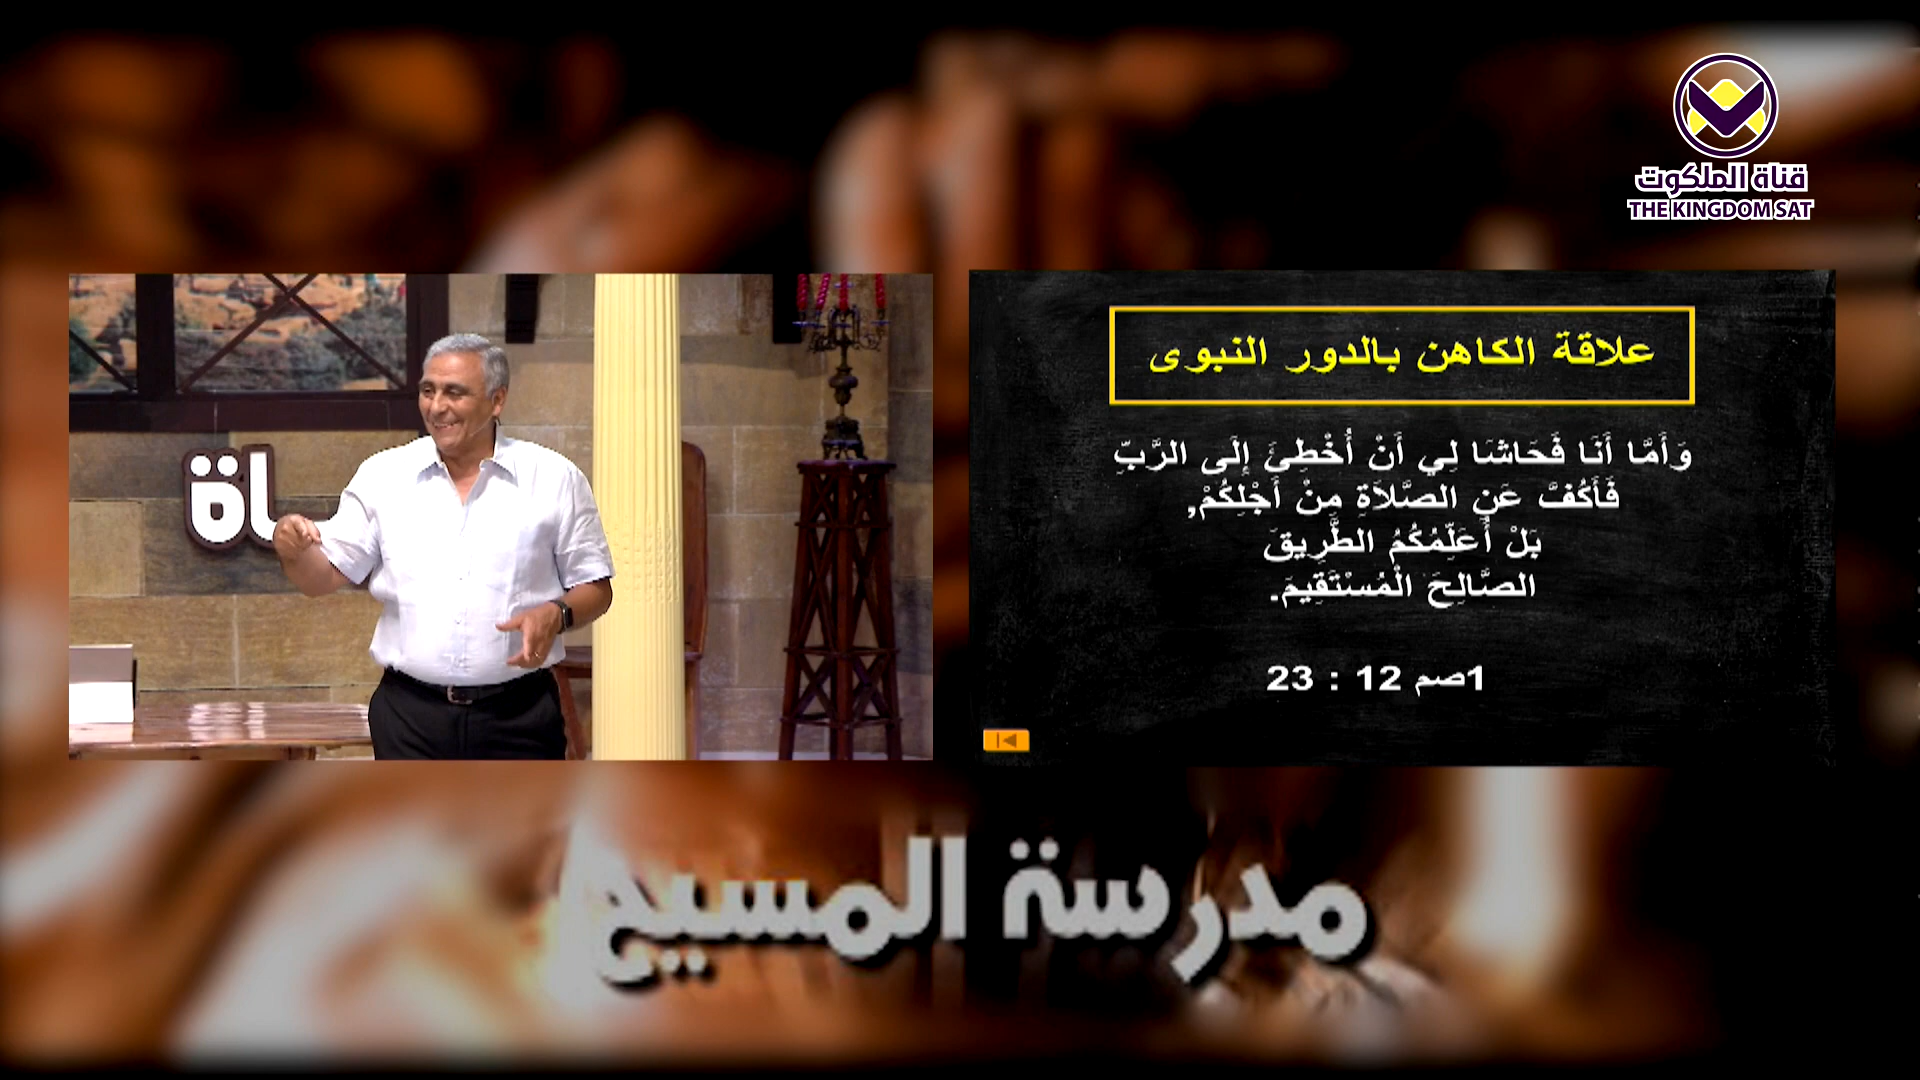 قناة الملكوت
THE KINGDOM SAT
علاقة الكاهن بالدور النبوى
وَأَمَّا أَنَا فَحَاشَا لِي أَنْ أُخْطِئَ إِلَى الرَّبِّ
فَأَكُفَّ عَنِ الصَّلاَةِ مِنْ أَجْلِكُمْ,
بَلْ أُعَلِّمُكُمُ الطَّرِيقَ
الصَّالِحَ الْمُسْتَقِيمَ.
1صم 12 : 23
مدرسة المسيح